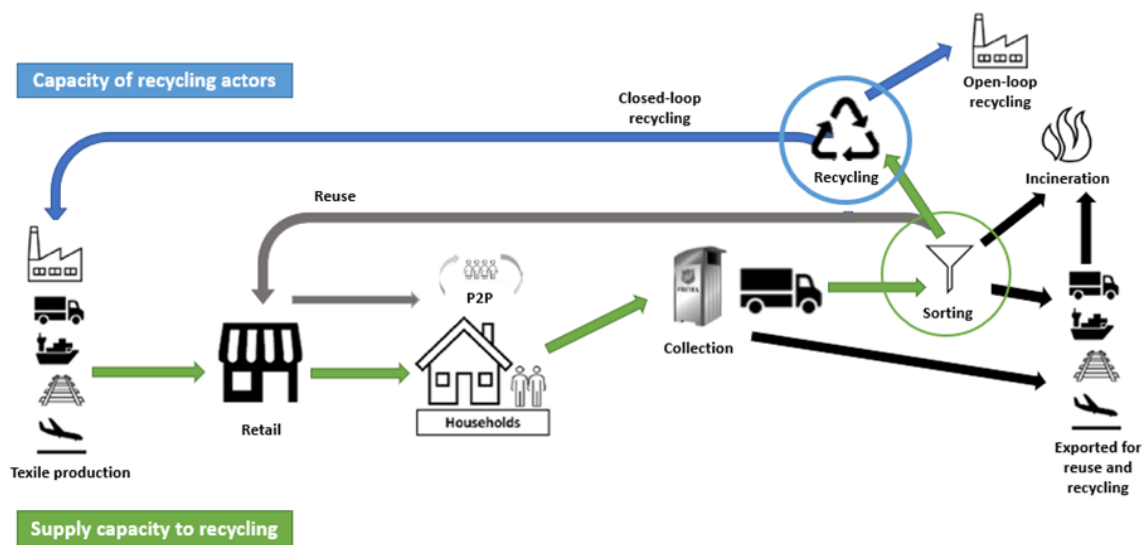 Capacity of recycling actors
Open-loop
recycling
Closed-loop
recycling
Recycling
Incineration
Reuse
P2P
Sorting
Collection
Households
Retail
Texile production
Exported for
reuse and
recycling
Supply capacity to recycling